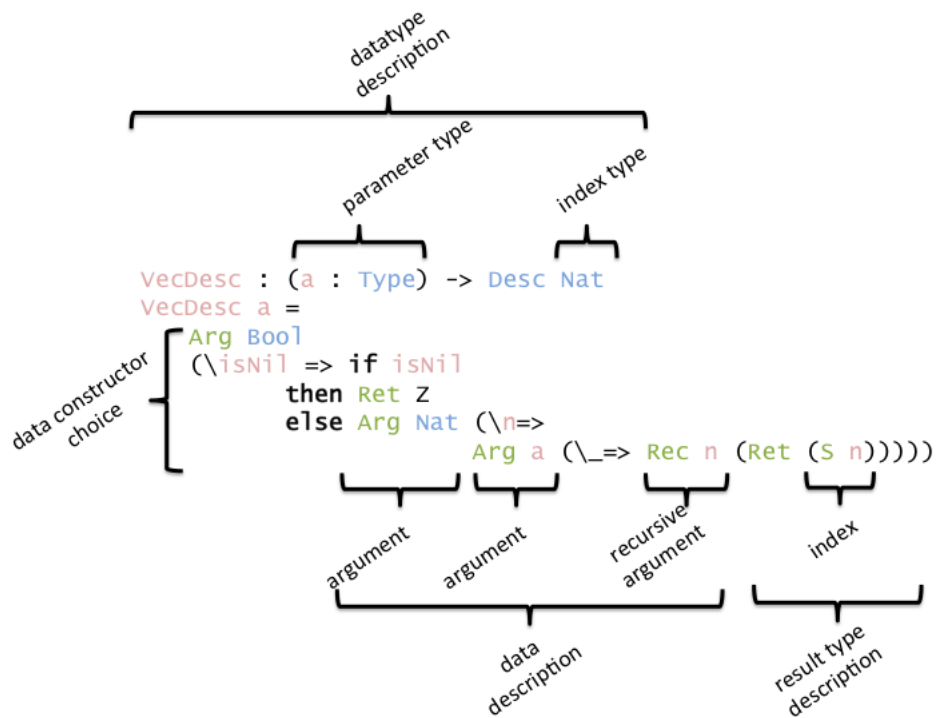 datatype
description
parameter type
index type
VecDesc : (a : Type) -> Desc Nat
VecDesc a =
Arg Bool
(\isNil => if isNil
then Ret Z
else Arg Nat (\n=>
Arg a (\_=> Rec n (Ret (S n)))))
data constructor
choice
argument
argument
recursive
argument
index
data
description
result type
description